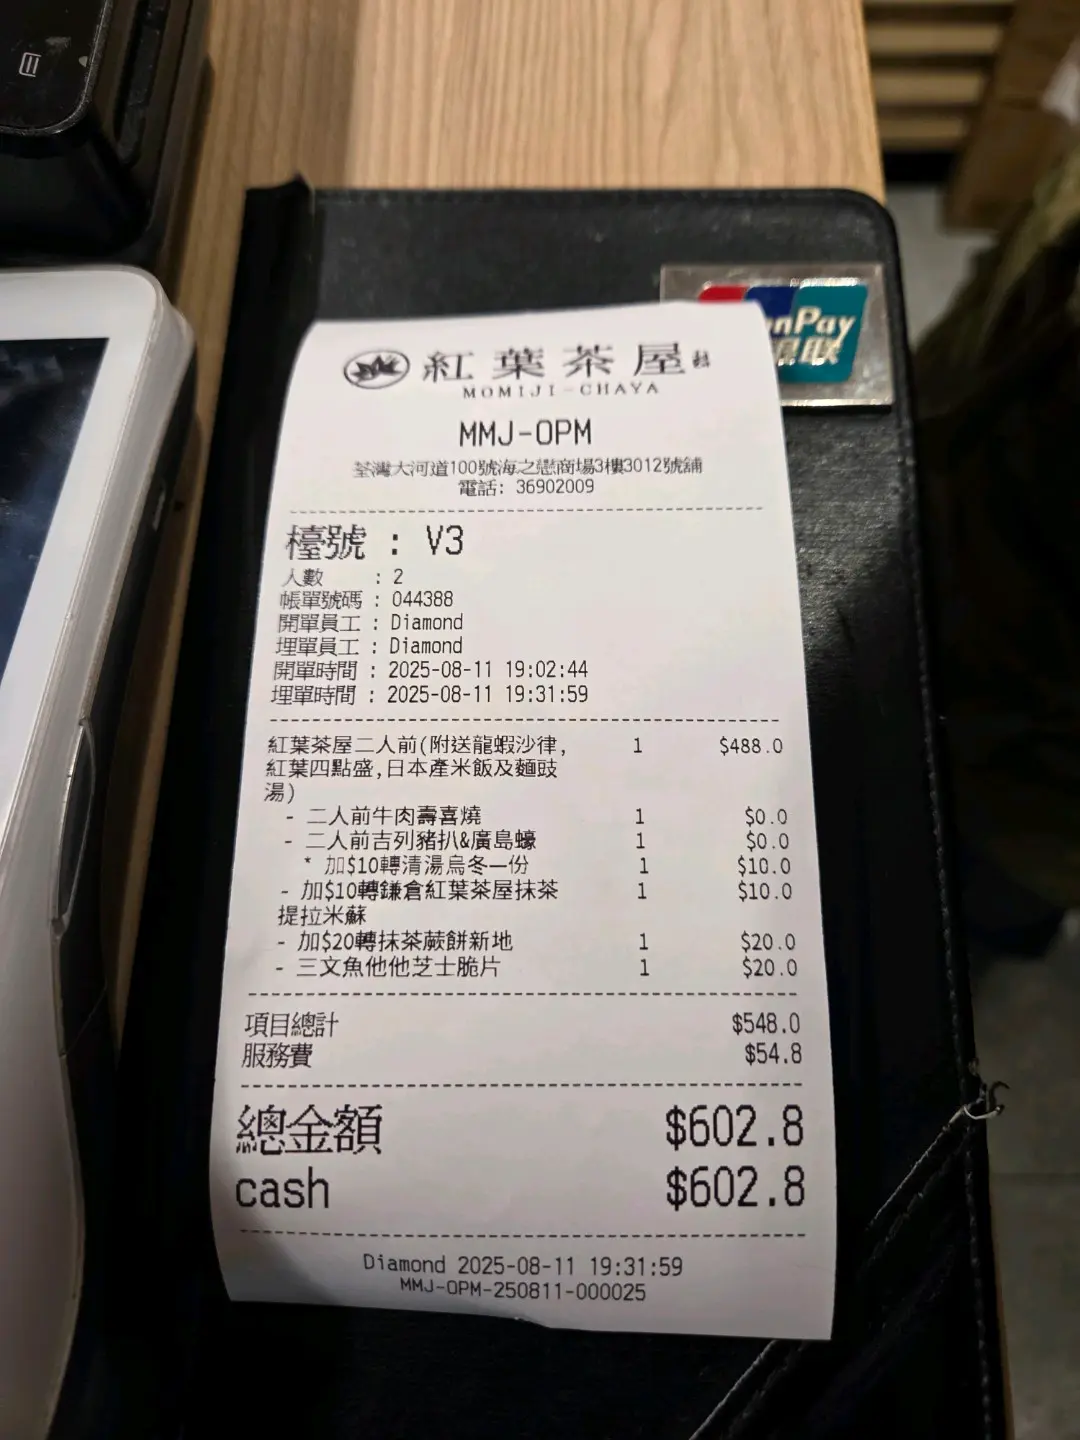 紅葉茶屋
MOMIJI-CHAYA
MMJ-OPM
荃灣大河道100號海之戀商場3樓3012號舖
電話: 36902009
檯號 : V3
人數 : 2
帳單號碼 : 044388
開單員工 : Diamond
埋單員工 : Diamond
開單時間 : 2025-08-11 19:02:44
埋單時間 : 2025-08-11 19:31:59
紅葉茶屋二人前(附送龍蝦沙律, 1 $488.0
紅葉四點盛,日本產米飯及麵豉
湯)
- 二人前牛肉壽喜燒 1 $0.0
- 二人前吉列豬扒&廣島蠔 1 $0.0
* 加$10轉清湯烏冬一份 1 $10.0
- 加$10轉鎌倉紅葉茶屋抹茶 1 $10.0
提拉米蘇
- 加$20轉抹茶蕨餅新地 1 $20.0
- 三文魚他他芝士脆片 1 $20.0
項目總計 $548.0
服務費 $54.8
總金額 $602.8
cash $602.8
Diamond 2025-08-11 19:31:59
MMJ-OPM-250811-000025
nPay